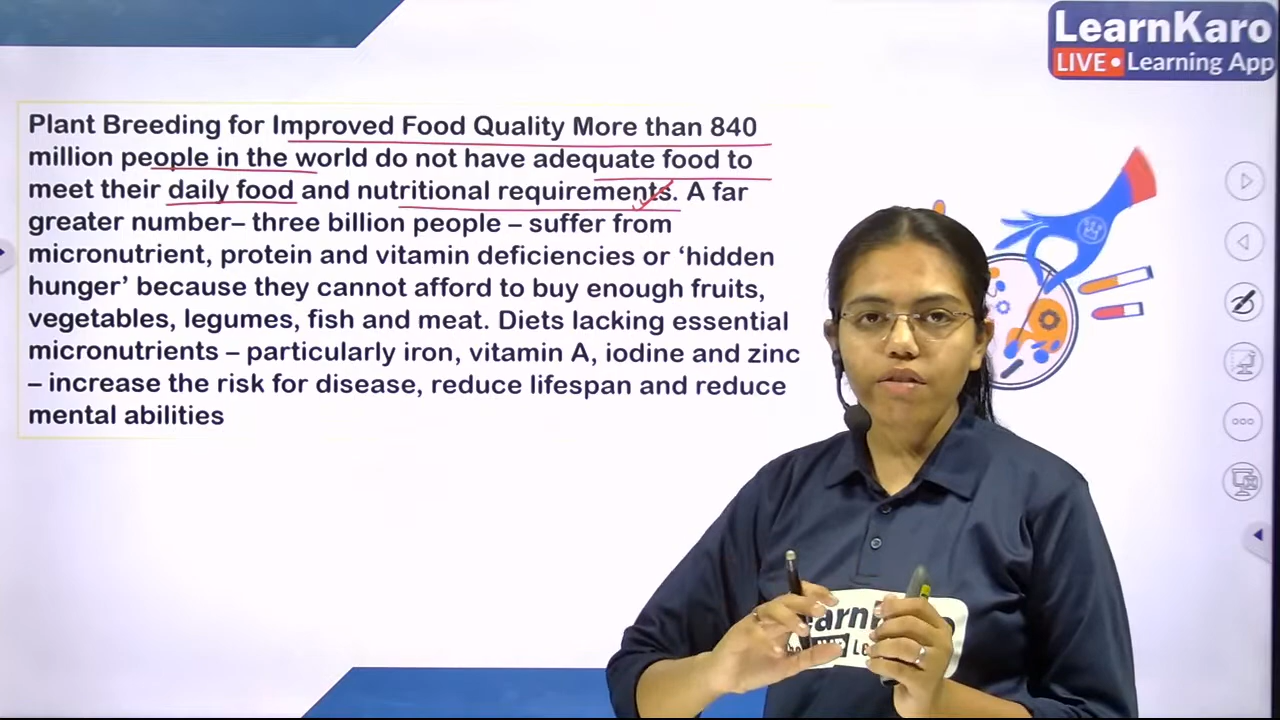 LearnKaro
LIVE • Learning App
Plant Breeding for Improved Food Quality More than 840
million people in the world do not have adequate food to
meet their daily food and nutritional requirements. A far
greater number– three billion people – suffer from
micronutrient, protein and vitamin deficiencies or ‘hidden
hunger’ because they cannot afford to buy enough fruits,
vegetables, legumes, fish and meat. Diets lacking essential
micronutrients – particularly iron, vitamin A, iodine and zinc
– increase the risk for disease, reduce lifespan and reduce
mental abilities